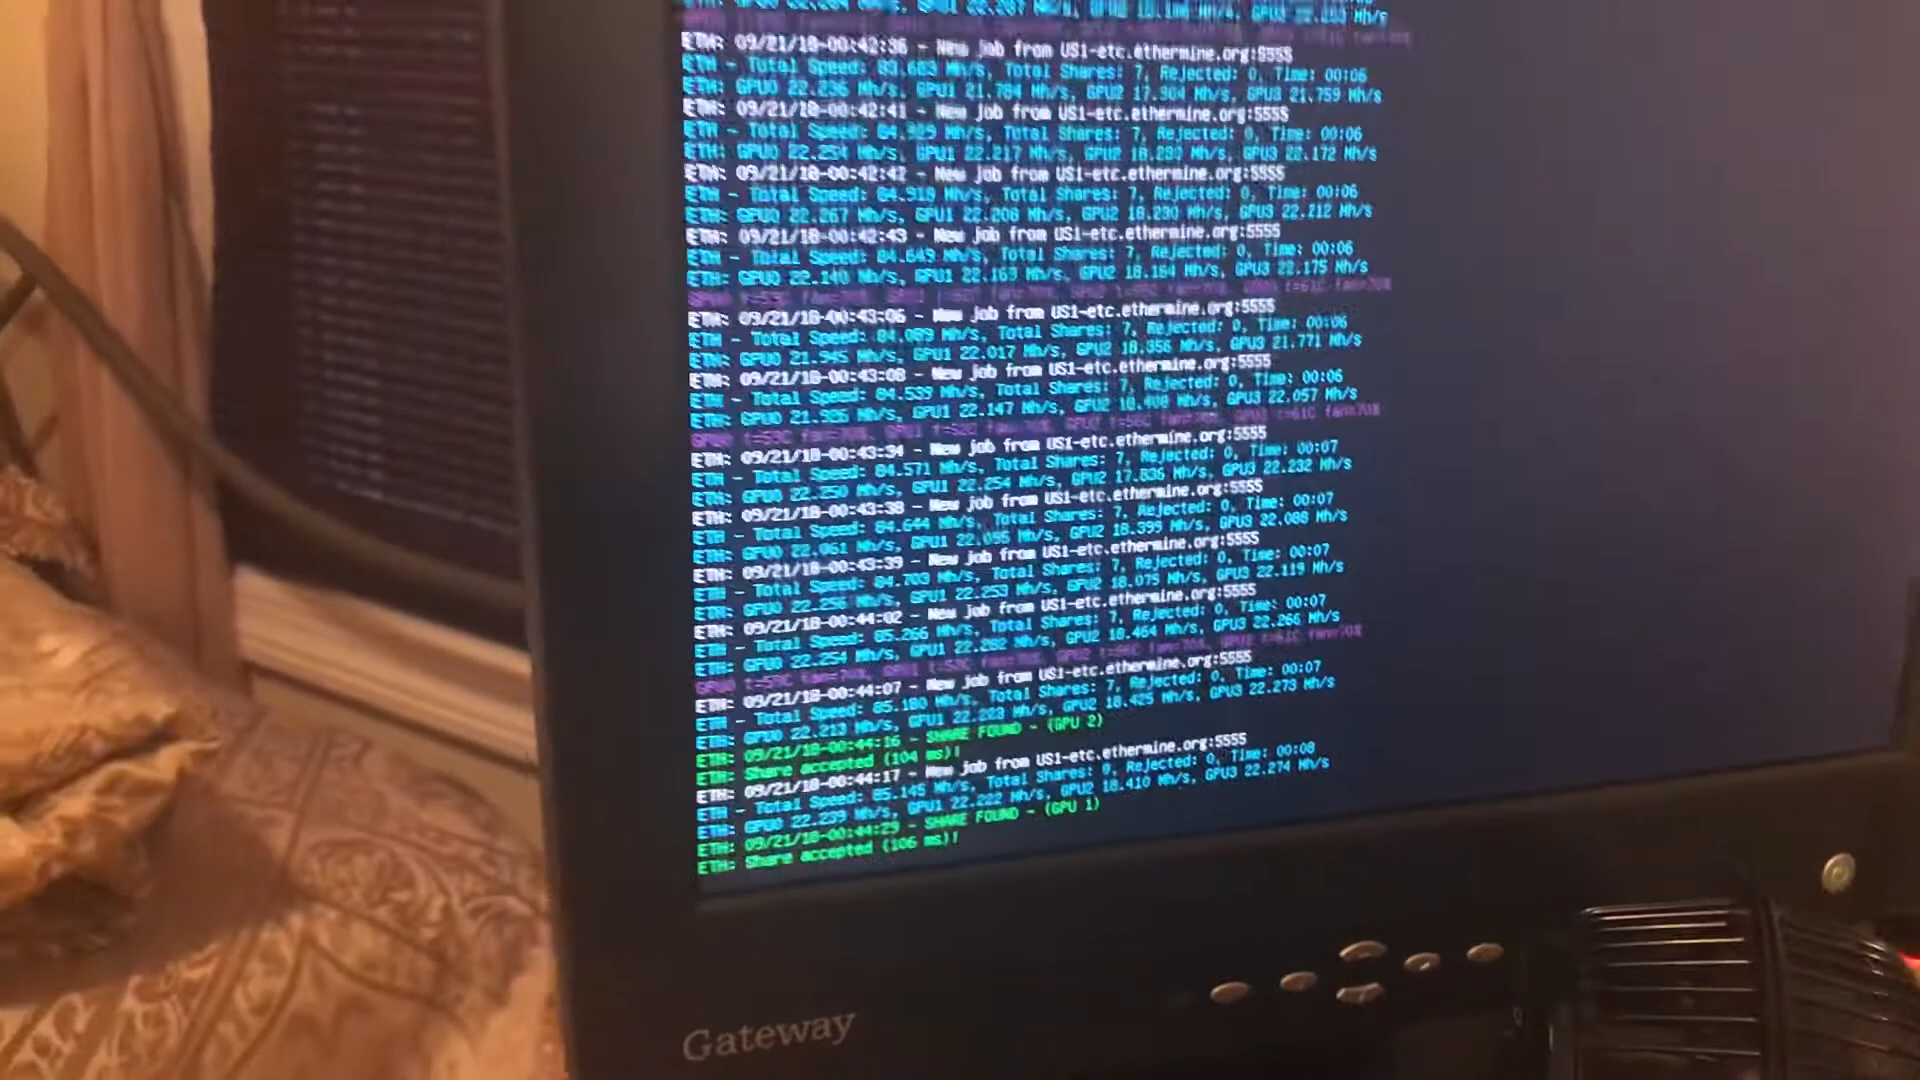 ETH: 09/21/18-00:42:36 - New job from US1-etc.ethermine.org:5555
ETH - Total Speed: 83.683 Mh/s, Total Shares: 7, Rejected: 0, Time: 00:06
ETH: GPU0 22.236 Mh/s, GPU1 21.784 Mh/s, GPU2 17.904 Mh/s, GPU3 21.759 Mh/s
ETH: 09/21/18-00:42:41 - New job from US1-etc.ethermine.org:5555
ETH - Total Speed: 84.929 Mh/s, Total Shares: 7, Rejected: 0, Time: 00:06
ETH: GPU0 22.254 Mh/s, GPU1 22.217 Mh/s, GPU2 18.283 Mh/s, GPU3 22.172 Mh/s
ETH: 09/21/18-00:42:42 - New job from US1-etc.ethermine.org:5555
ETH - Total Speed: 84.918 Mh/s, Total Shares: 7, Rejected: 0, Time: 00:06
ETH: GPU0 22.267 Mh/s, GPU1 22.208 Mh/s, GPU2 18.230 Mh/s, GPU3 22.212 Mh/s
ETH: 09/21/18-00:42:43 - New job from US1-etc.ethermine.org:5555
ETH - Total Speed: 84.649 Mh/s, Total Shares: 7, Rejected: 0, Time: 00:06
ETH: GPU0 22.140 Mh/s, GPU1 22.169 Mh/s, GPU2 18.164 Mh/s, GPU3 22.175 Mh/s
t=61C fan=70%
ETH: 09/21/18-00:43:06 - New job from US1-etc.ethermine.org:5555
ETH - Total Speed: 84.089 Mh/s, Total Shares: 7, Rejected: 0, Time: 00:06
ETH: GPU0 21.945 Mh/s, GPU1 22.017 Mh/s, GPU2 18.356 Mh/s, GPU3 21.771 Mh/s
ETH: 09/21/18-00:43:08 - New job from US1-etc.ethermine.org:5555
ETH - Total Speed: 84.539 Mh/s, Total Shares: 7, Rejected: 0, Time: 00:06
ETH: GPU0 21.926 Mh/s, GPU1 22.147 Mh/s, GPU2 18.408 Mh/s, GPU3 22.057 Mh/s
t=61C fan=70%
ETH: 09/21/18-00:43:34 - New job from US1-etc.ethermine.org:5555
ETH - Total Speed: 84.571 Mh/s, Total Shares: 7, Rejected: 0, Time: 00:07
ETH: GPU0 22.250 Mh/s, GPU1 22.254 Mh/s, GPU2 17.836 Mh/s, GPU3 22.232 Mh/s
ETH: 09/21/18-00:43:38 - New job from US1-etc.ethermine.org:5555
ETH - Total Speed: 84.644 Mh/s, Total Shares: 7, Rejected: 0, Time: 00:07
ETH: GPU0 22.061 Mh/s, GPU1 22.095 Mh/s, GPU2 18.399 Mh/s, GPU3 22.088 Mh/s
ETH: 09/21/18-00:43:39 - New job from US1-etc.ethermine.org:5555
ETH - Total Speed: 84.703 Mh/s, Total Shares: 7, Rejected: 0, Time: 00:07
ETH: GPU0 22.256 Mh/s, GPU1 22.253 Mh/s, GPU2 18.075 Mh/s, GPU3 22.119 Mh/s
ETH: 09/21/18-00:44:02 - New job from US1-etc.ethermine.org:5555
ETH - Total Speed: 85.266 Mh/s, Total Shares: 7, Rejected: 0, Time: 00:07
ETH: GPU0 22.254 Mh/s, GPU1 22.282 Mh/s, GPU2 18.464 Mh/s, GPU3 22.266 Mh/s
t=61C fan=70%
ETH: 09/21/18-00:44:07 - New job from US1-etc.ethermine.org:5555
ETH - Total Speed: 85.180 Mh/s, Total Shares: 7, Rejected: 0, Time: 00:07
ETH: GPU0 22.213 Mh/s, GPU1 22.223 Mh/s, GPU2 18.425 Mh/s, GPU3 22.273 Mh/s
ETH: 09/21/18-00:44:16 - SHARE FOUND - (GPU 2)
ETH: Share accepted (104 ms)!
ETH: 09/21/18-00:44:17 - New job from US1-etc.ethermine.org:5555
ETH - Total Speed: 85.145 Mh/s, Total Shares: 8, Rejected: 0, Time: 00:08
ETH: GPU0 22.239 Mh/s, GPU1 22.222 Mh/s, GPU2 18.410 Mh/s, GPU3 22.274 Mh/s
ETH: 09/21/18-00:44:29 - SHARE FOUND - (GPU 1)
ETH: Share accepted (106 ms)!
Gateway